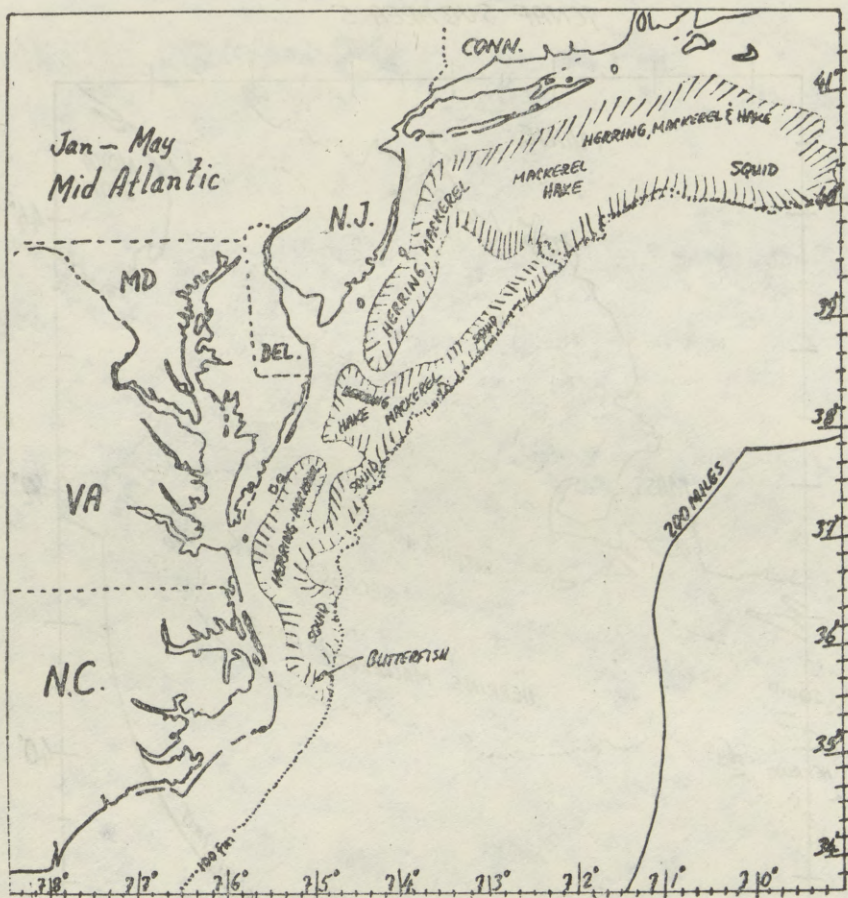 CONN.
41°
Jan – May
Mid Atlantic
HERRING, MACKEREL & HAKE
MACKEREL
HAKE
SQUID
40°
N.J.
HERRING, MACKEREL
MD
39°
SQUID
BEL.
HERRING
HAKE
MACKEREL
38°
SQUID
VA
HERRING-MACKEREL
200 MILES
37°
SQUID
36°
BUTTERFISH
N.C.
35°
34°
100 fm
78° 77° 76° 75° 74° 73° 72° 71° 70°